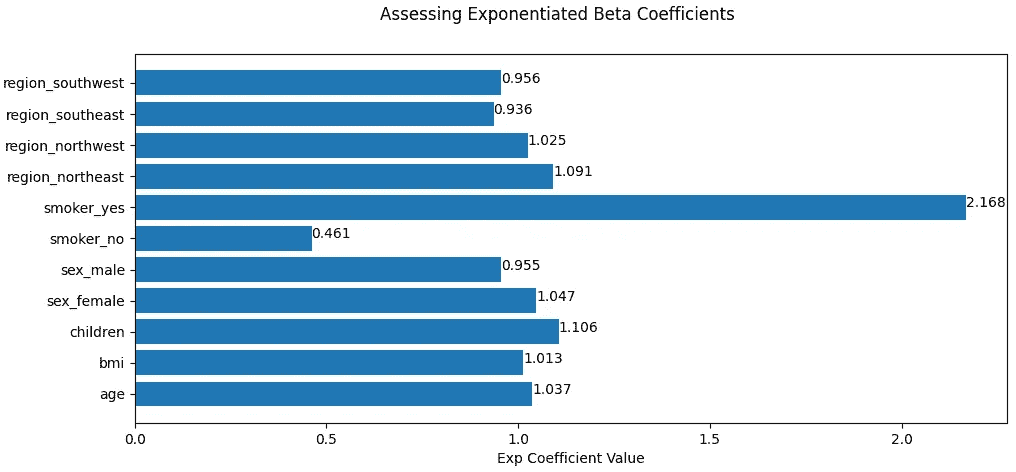 Assessing Exponentiated Beta Coefficients
region_southwest 0.956
region_southeast 0.936
region_northwest 1.025
region_northeast 1.091
smoker_yes 2.168
smoker_no 0.461
sex_male 0.955
sex_female 1.047
children 1.106
bmi 1.013
age 1.037
0.0 0.5 1.0 1.5 2.0
Exp Coefficient Value